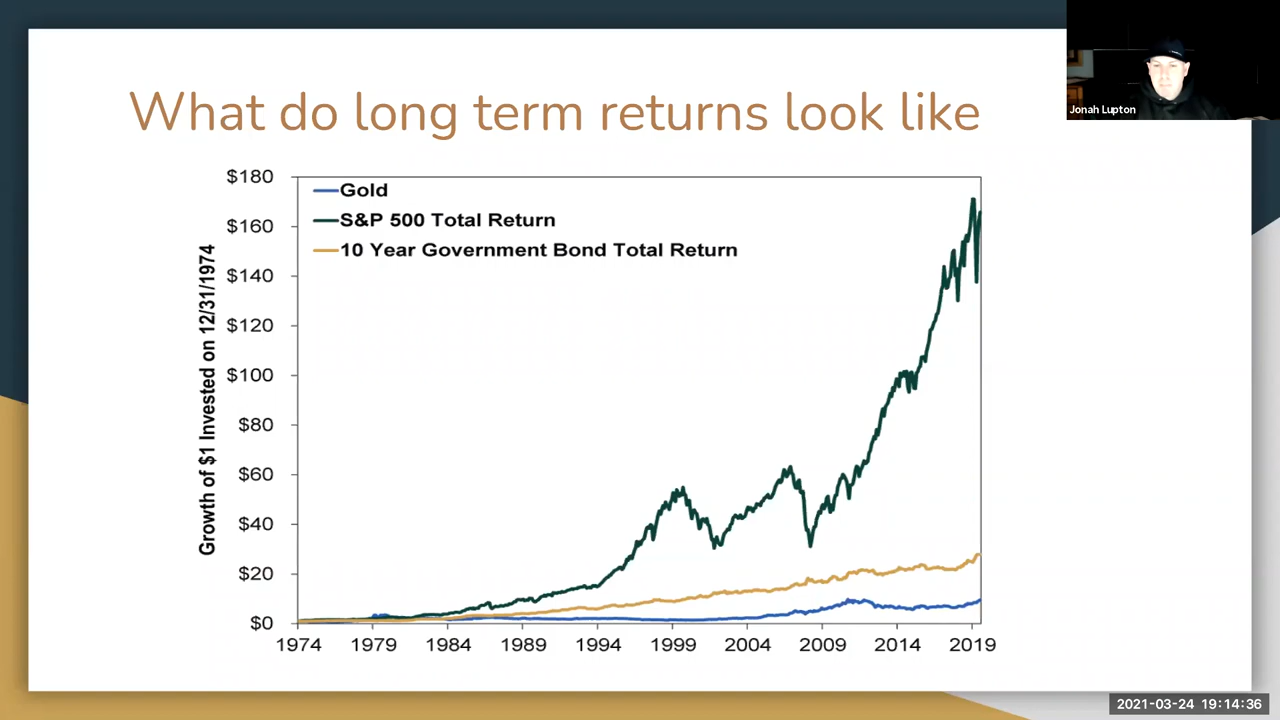 What do long term returns look like
Jonah Lupton
Growth of $1 Invested on 12/31/1974
$180
$160
$140
$120
$100
$80
$60
$40
$20
$0
Gold
S&P 500 Total Return
10 Year Government Bond Total Return
1974 1979 1984 1989 1994 1999 2004 2009 2014 2019
2021-03-24 19:14:36